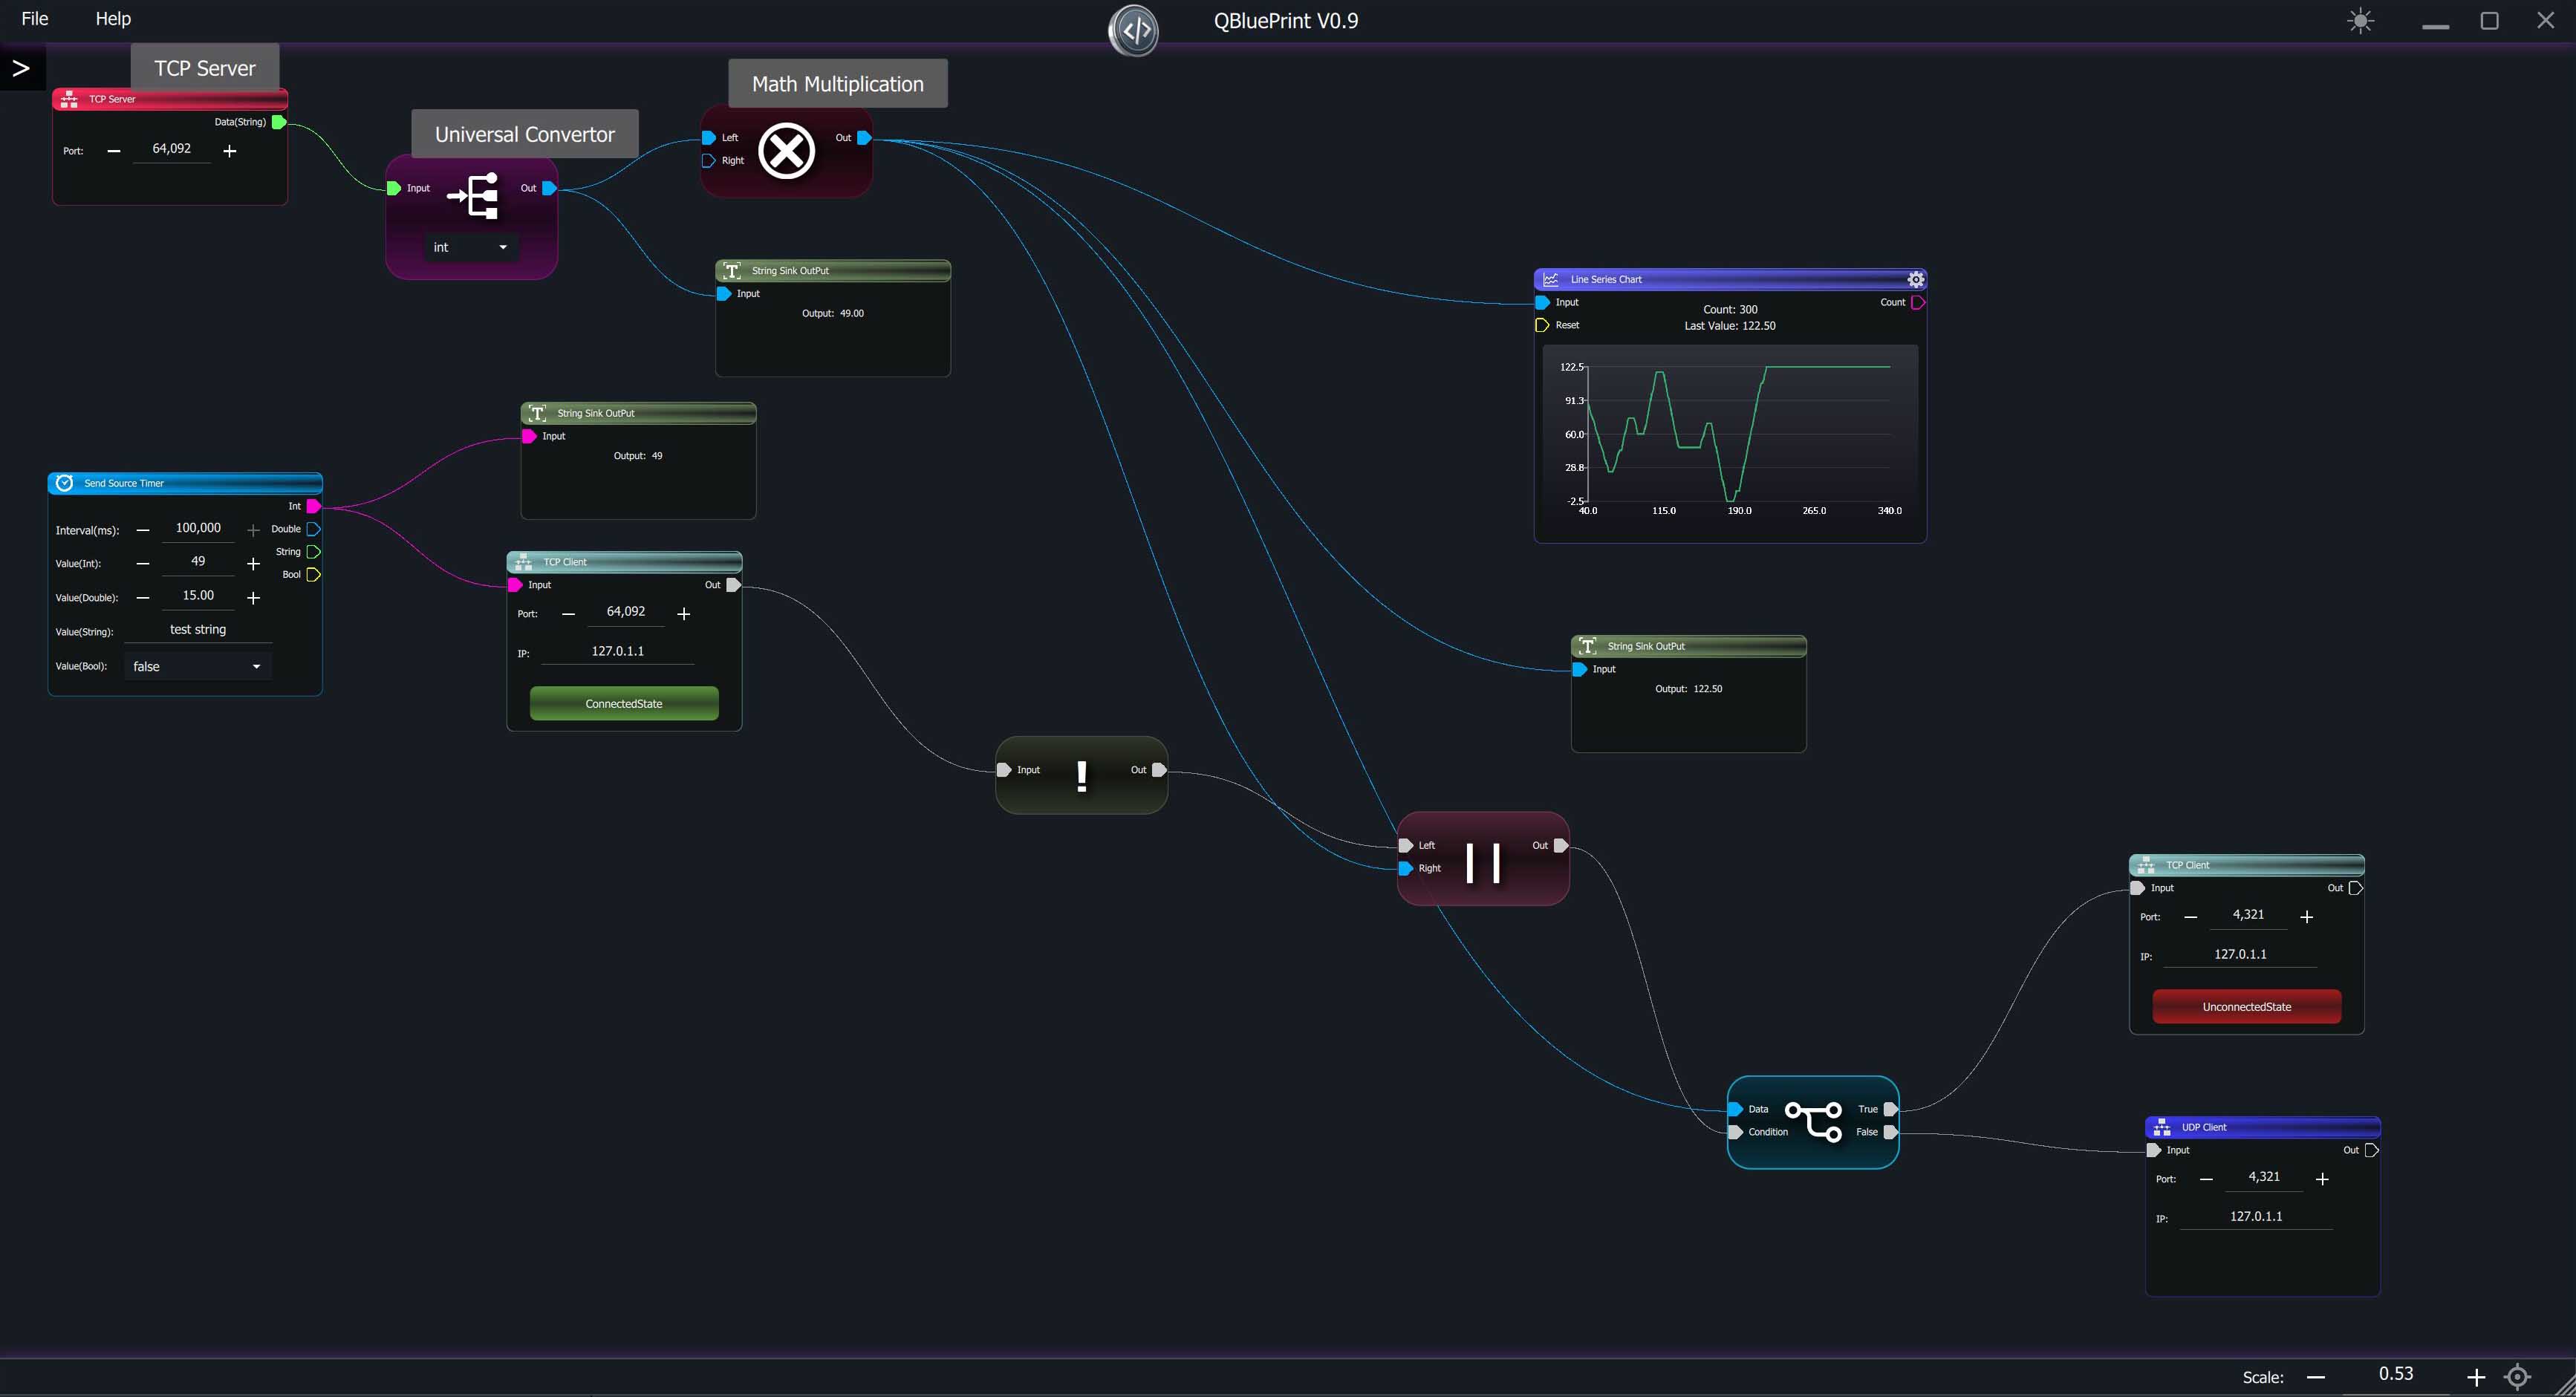 File Help QBluePrint V0.9
>
TCP Server
TCP Server
Data(String)
Port: − 64,092 +
Universal Convertor
Input Out
int
Math Multiplication
Left Out
Right
String Sink OutPut
Input
Output: 49.00
Line Series Chart
Input Count
Reset
Count: 300
Last Value: 122.50
122.5
91.3
60.0
28.8
-2.5
40.0 115.0 190.0 265.0 340.0
String Sink OutPut
Input
Output: 49
Send Source Timer
Int
Interval(ms): − 100,000 + Double
String
Value(Int): − 49 +
Bool
Value(Double): − 15.00 +
Value(String): test string
Value(Bool): false
TCP Client
Input Out
Port: − 64,092 +
IP: 127.0.1.1
ConnectedState
String Sink OutPut
Input
Output: 122.50
Input ! Out
Left || Out
Right
TCP Client
Input Out
Port: − 4,321 +
IP: 127.0.1.1
UnconnectedState
Data True
Condition False
UDP Client
Input Out
Port: − 4,321 +
IP: 127.0.1.1
Scale: − 0.53 +